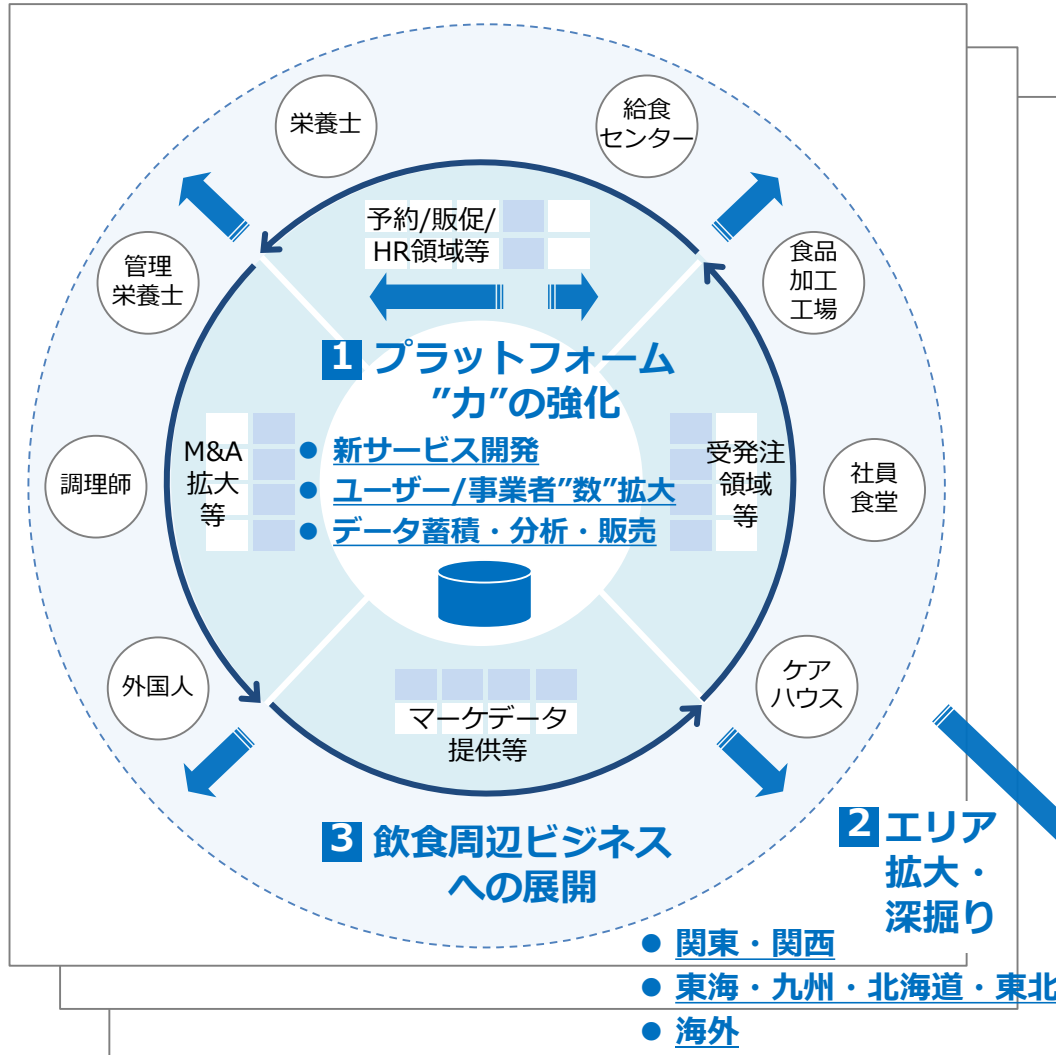 栄養士
給食
センター
管理
栄養士
予約/販促/
HR領域等
食品
加工
工場
1 プラットフォーム
”力”の強化
調理師
M&A
拡大
等
● 新サービス開発
● ユーザー/事業者”数”拡大
● データ蓄積・分析・販売
受発注
領域
等
社員
食堂
外国人
マーケデータ
提供等
ケア
ハウス
3 飲食周辺ビジネス
への展開
2 エリア
拡大・
深掘り
● 関東・関西
● 東海・九州・北海道・東北
● 海外